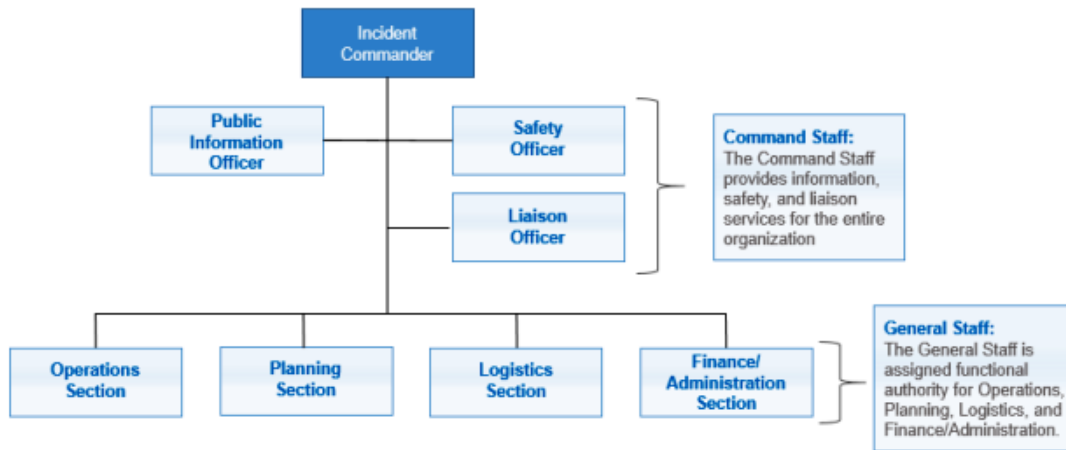 Incident
Commander
Public
Information
Officer
Safety
Officer
Liaison
Officer
Command Staff:
The Command Staff
provides information,
safety, and liaison
services for the entire
organization
Operations
Section
Planning
Section
Logistics
Section
Finance/
Administration
Section
General Staff:
The General Staff is
assigned functional
authority for Operations,
Planning, Logistics, and
Finance/Administration.